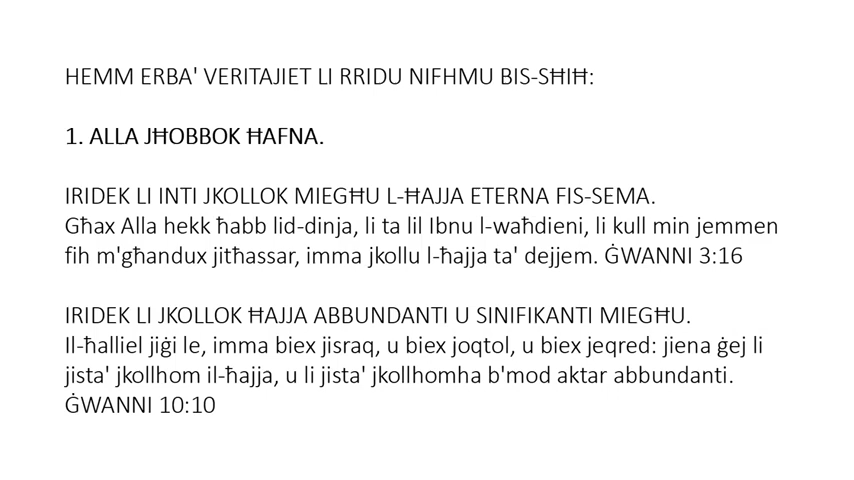 HEMM ERBA' VERITAJIET LI RRIDU NIFHMU BIS-SĦIĦ:
1. ALLA JĦOBBOK ĦAFNA.
IRIDEK LI INTI JKOLLOK MIEGĦU L-ĦAJJA ETERNA FIS-SEMA.
Għax Alla hekk ħabb lid-dinja, li ta lil Ibnu l-waħdieni, li kull min jemmen
fih m'għandux jitħassar, imma jkollu l-ħajja ta' dejjem. ĠWANNI 3:16
IRIDEK LI JKOLLOK ĦAJJA ABBUNDANTI U SINIFIKANTI MIEGĦU.
Il-ħalliel jiġi le, imma biex jisraq, u biex joqtol, u biex jeqred: jiena ġej li
jista' jkollhom il-ħajja, u li jista' jkollhomha b'mod aktar abbundanti.
ĠWANNI 10:10